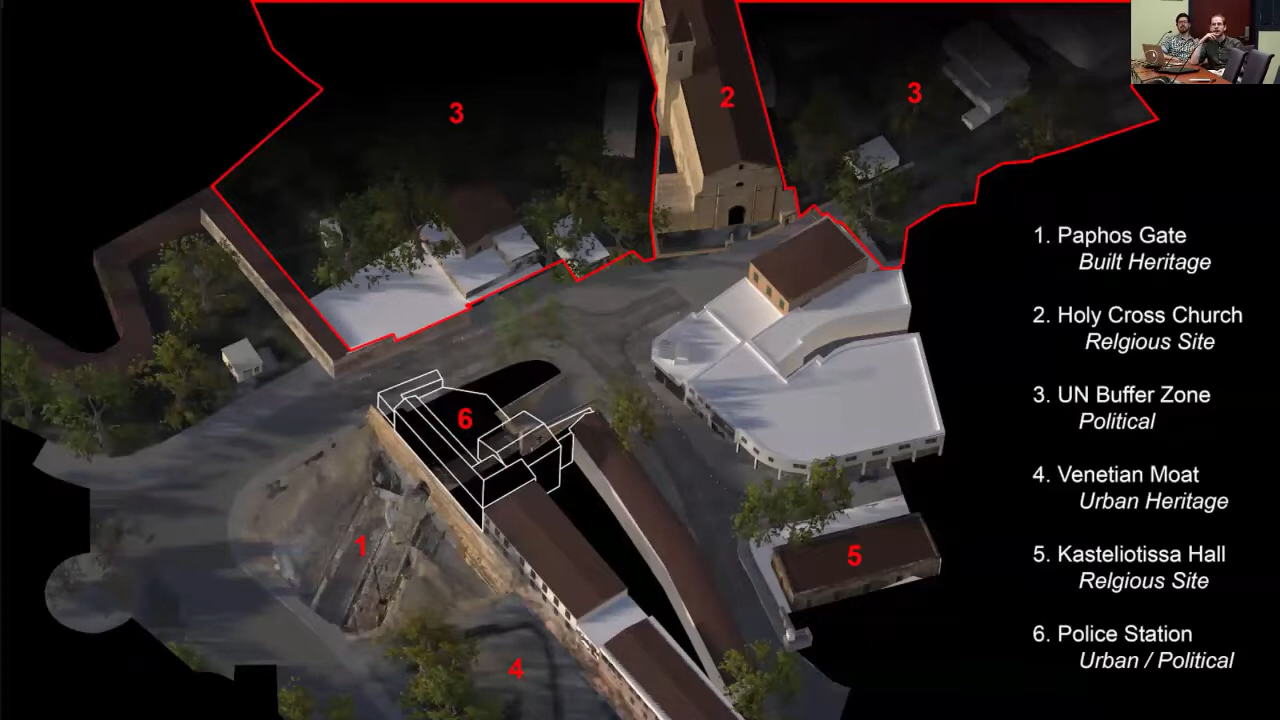 3
2
3
6
1
5
4
1. Paphos Gate
Built Heritage
2. Holy Cross Church
Relgious Site
3. UN Buffer Zone
Political
4. Venetian Moat
Urban Heritage
5. Kasteliotissa Hall
Relgious Site
6. Police Station
Urban / Political